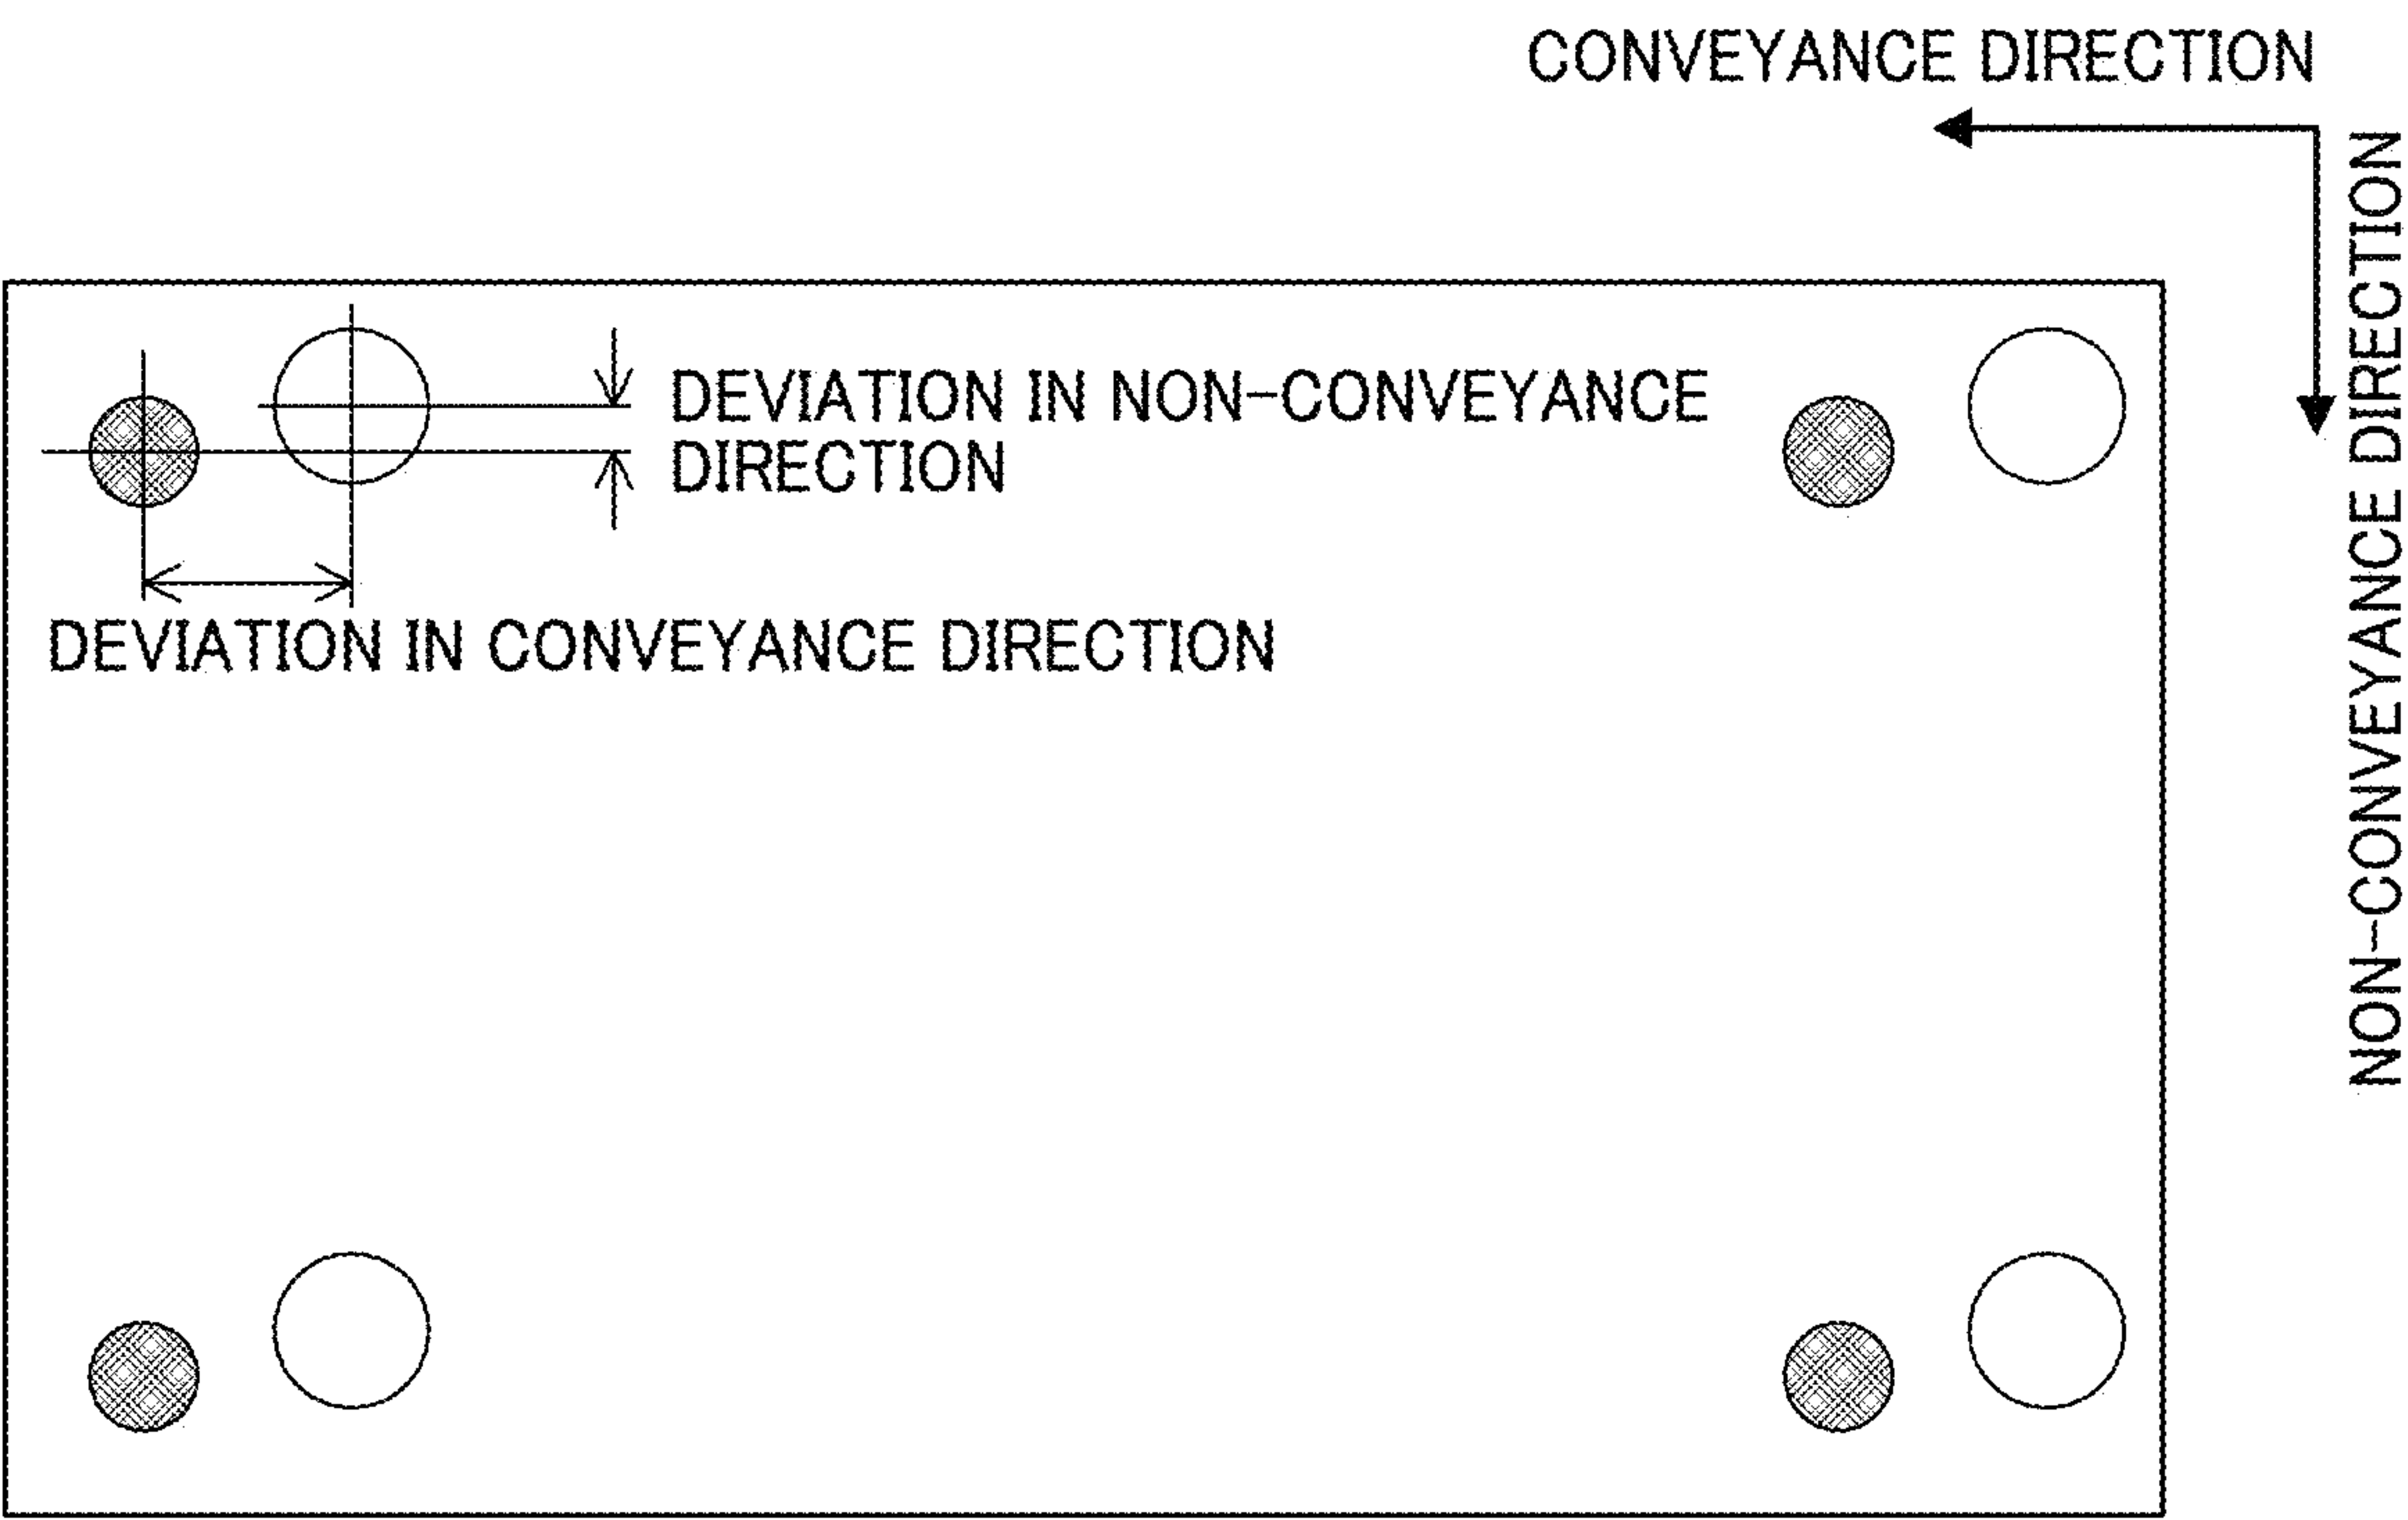 CONVEYANCE DIRECTION
NON-CONVEYANCE DIRECTION
DEVIATION IN NON-CONVEYANCE
DIRECTION
DEVIATION IN CONVEYANCE DIRECTION